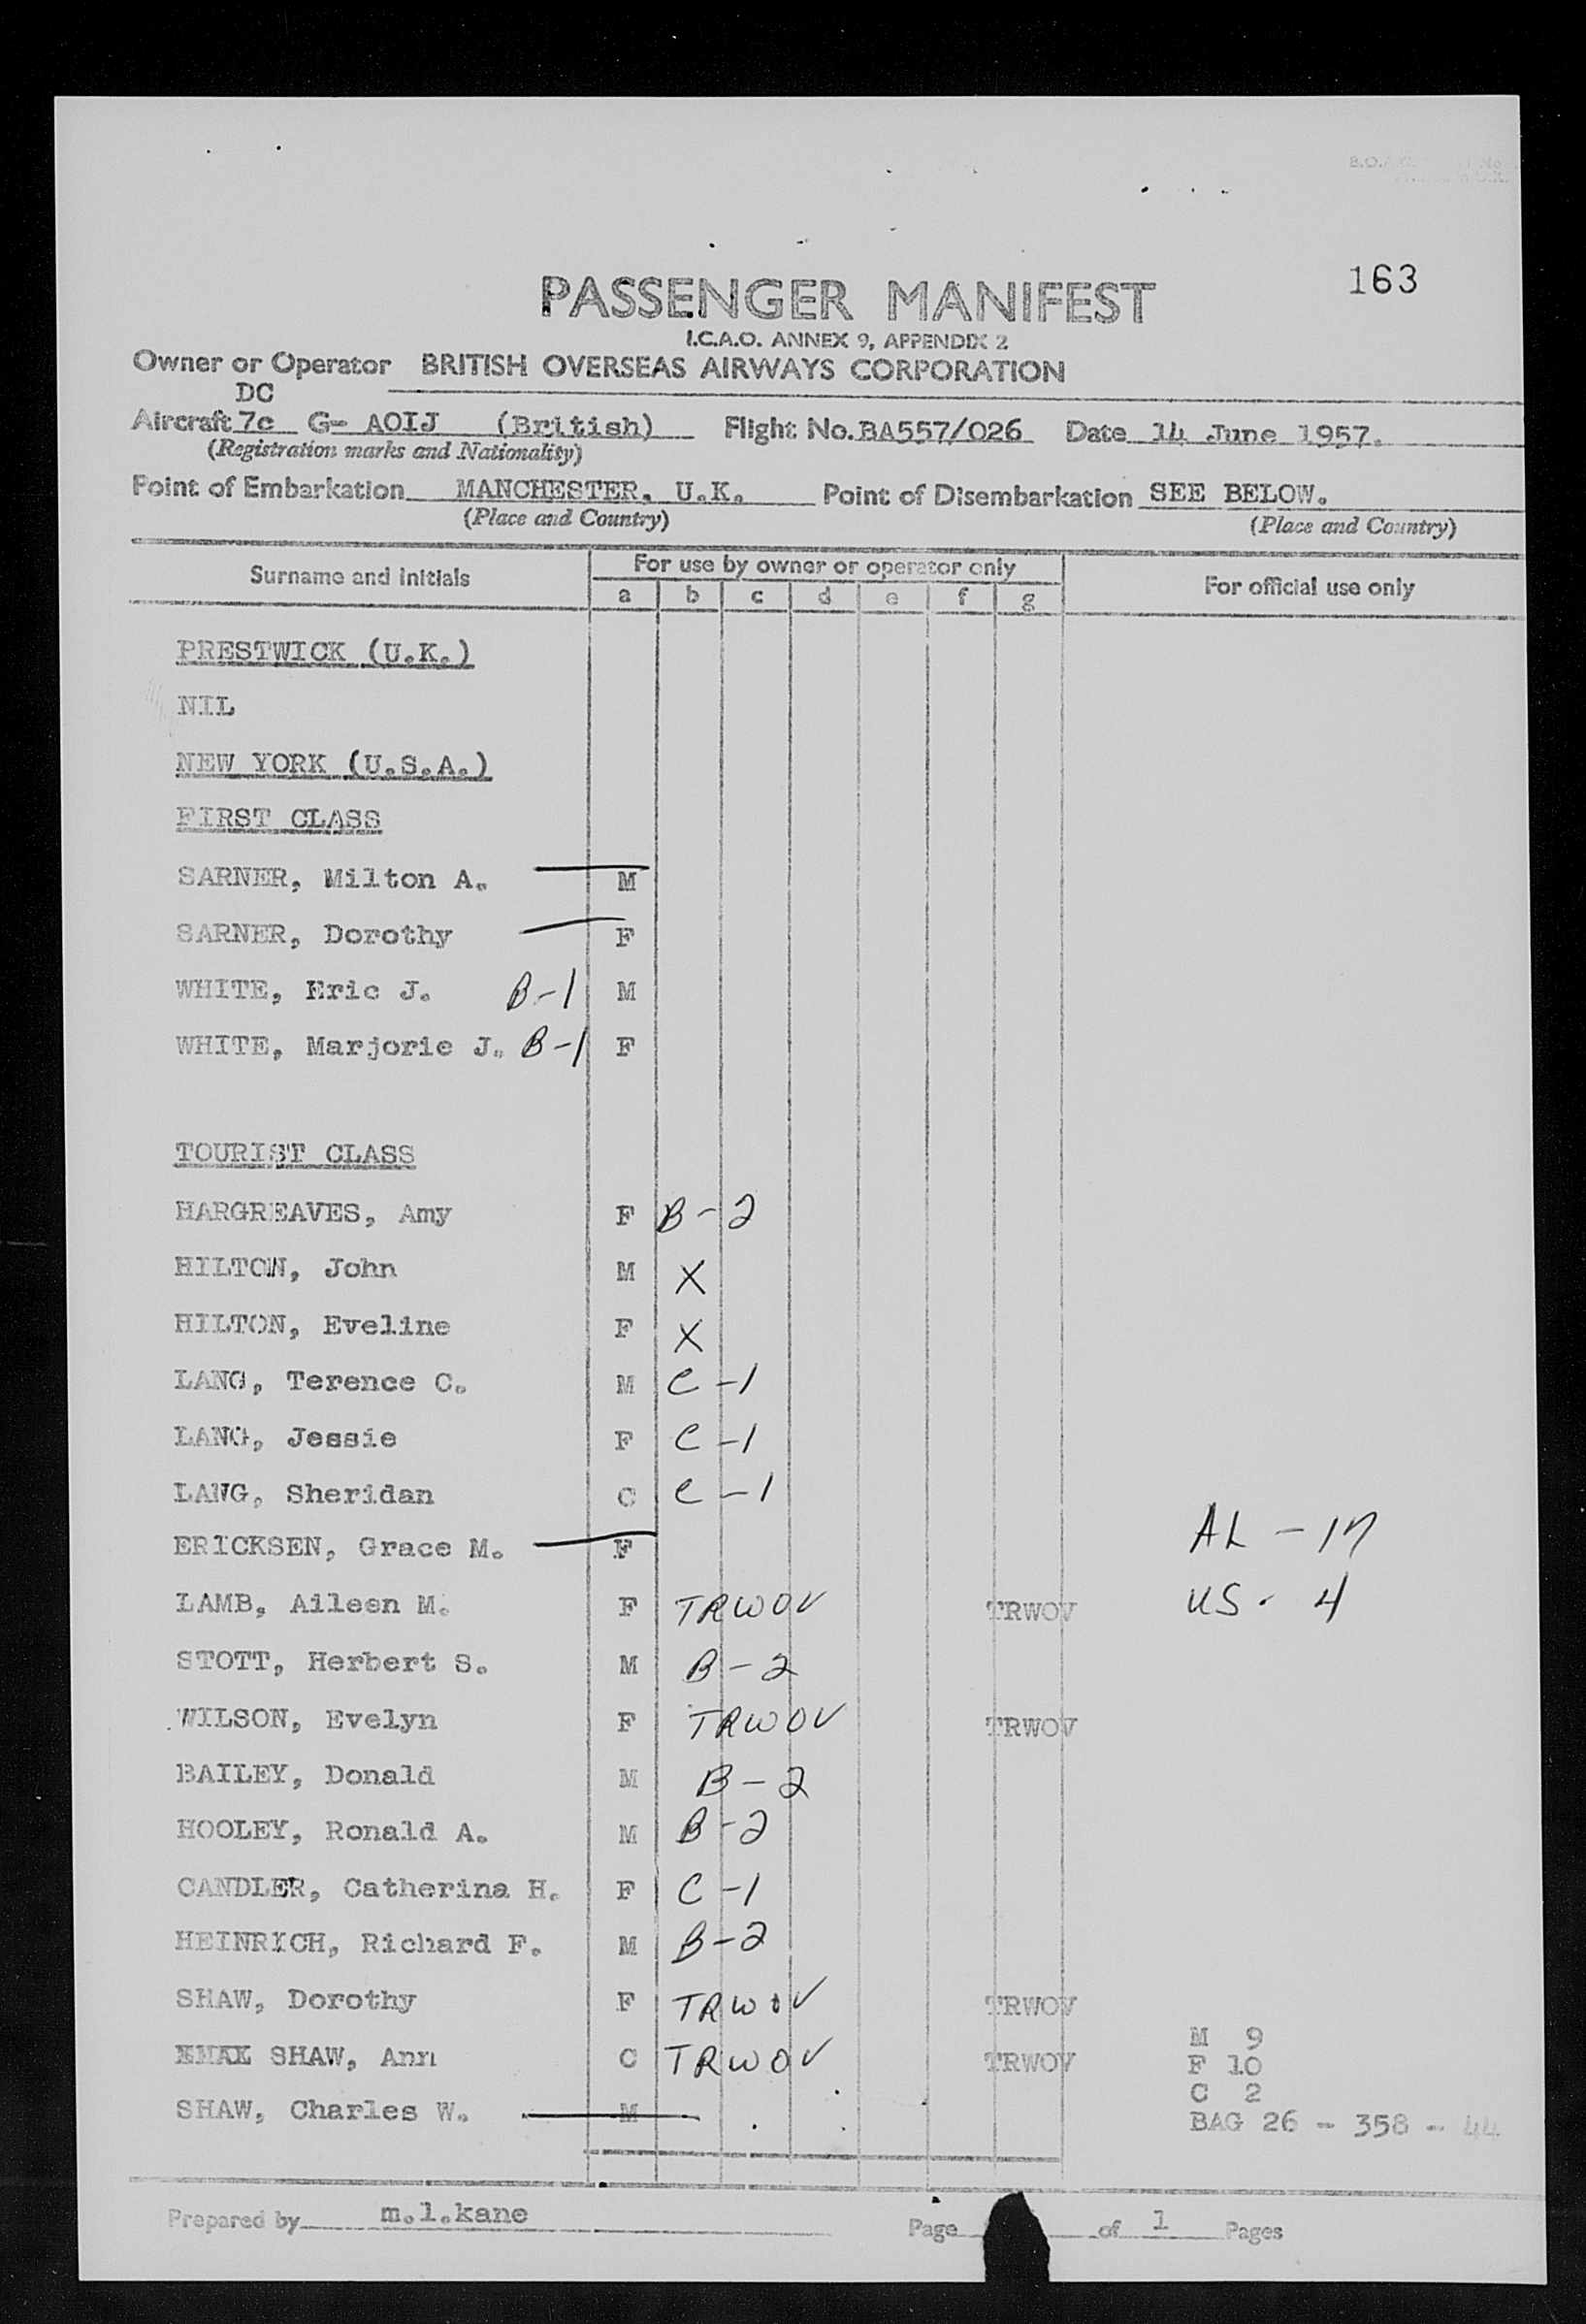 163
PASSENGER MANIFEST
I.C.A.O. ANNEX 9, APPENDIX 2
Owner or Operator BRITISH OVERSEAS AIRWAYS CORPORATION
DC
Aircraft 7c G- AOIJ (British) Flight No. BA557/026 Date 14 June 1957.
(Registration marks and Nationality)
Point of Embarkation MANCHESTER, U.K. Point of Disembarkation SEE BELOW.
(Place and Country) (Place and Country)
Surname and initials For use by owner or operator only For official use only
a b c d e f g
PRESTWICK (U.K.)
NIL
NEW YORK (U.S.A.)
FIRST CLASS
SARNER, Milton A. M
SARNER, Dorothy F
WHITE, Eric J. B-1 M
WHITE, Marjorie J. B-1 F
TOURIST CLASS
HARGREAVES, Amy F B-2
HILTON, John M X
HILTON, Eveline F X
LANG, Terence C. M C-1
LANG, Jessie F C-1
LANG, Sheridan C C-1
AL - 17
ERICKSEN, Grace M. F
LAMB, Aileen M. F TRWOV TRWOV US - 4
STOTT, Herbert S. M B-2
WILSON, Evelyn F TRWOV TRWOV
BAILEY, Donald M B-2
HOOLEY, Ronald A. M B-2
CANDLER, Catherina H. F C-1
HEINRICH, Richard F. M B-2
SHAW, Dorothy F TRWOV TRWOV
M 9
SHAW, Ann C TRWOV TRWOV F 10
C 2
SHAW, Charles W. M BAG 26 - 358 - 44
Prepared by m.l.kane Page of 1 Pages